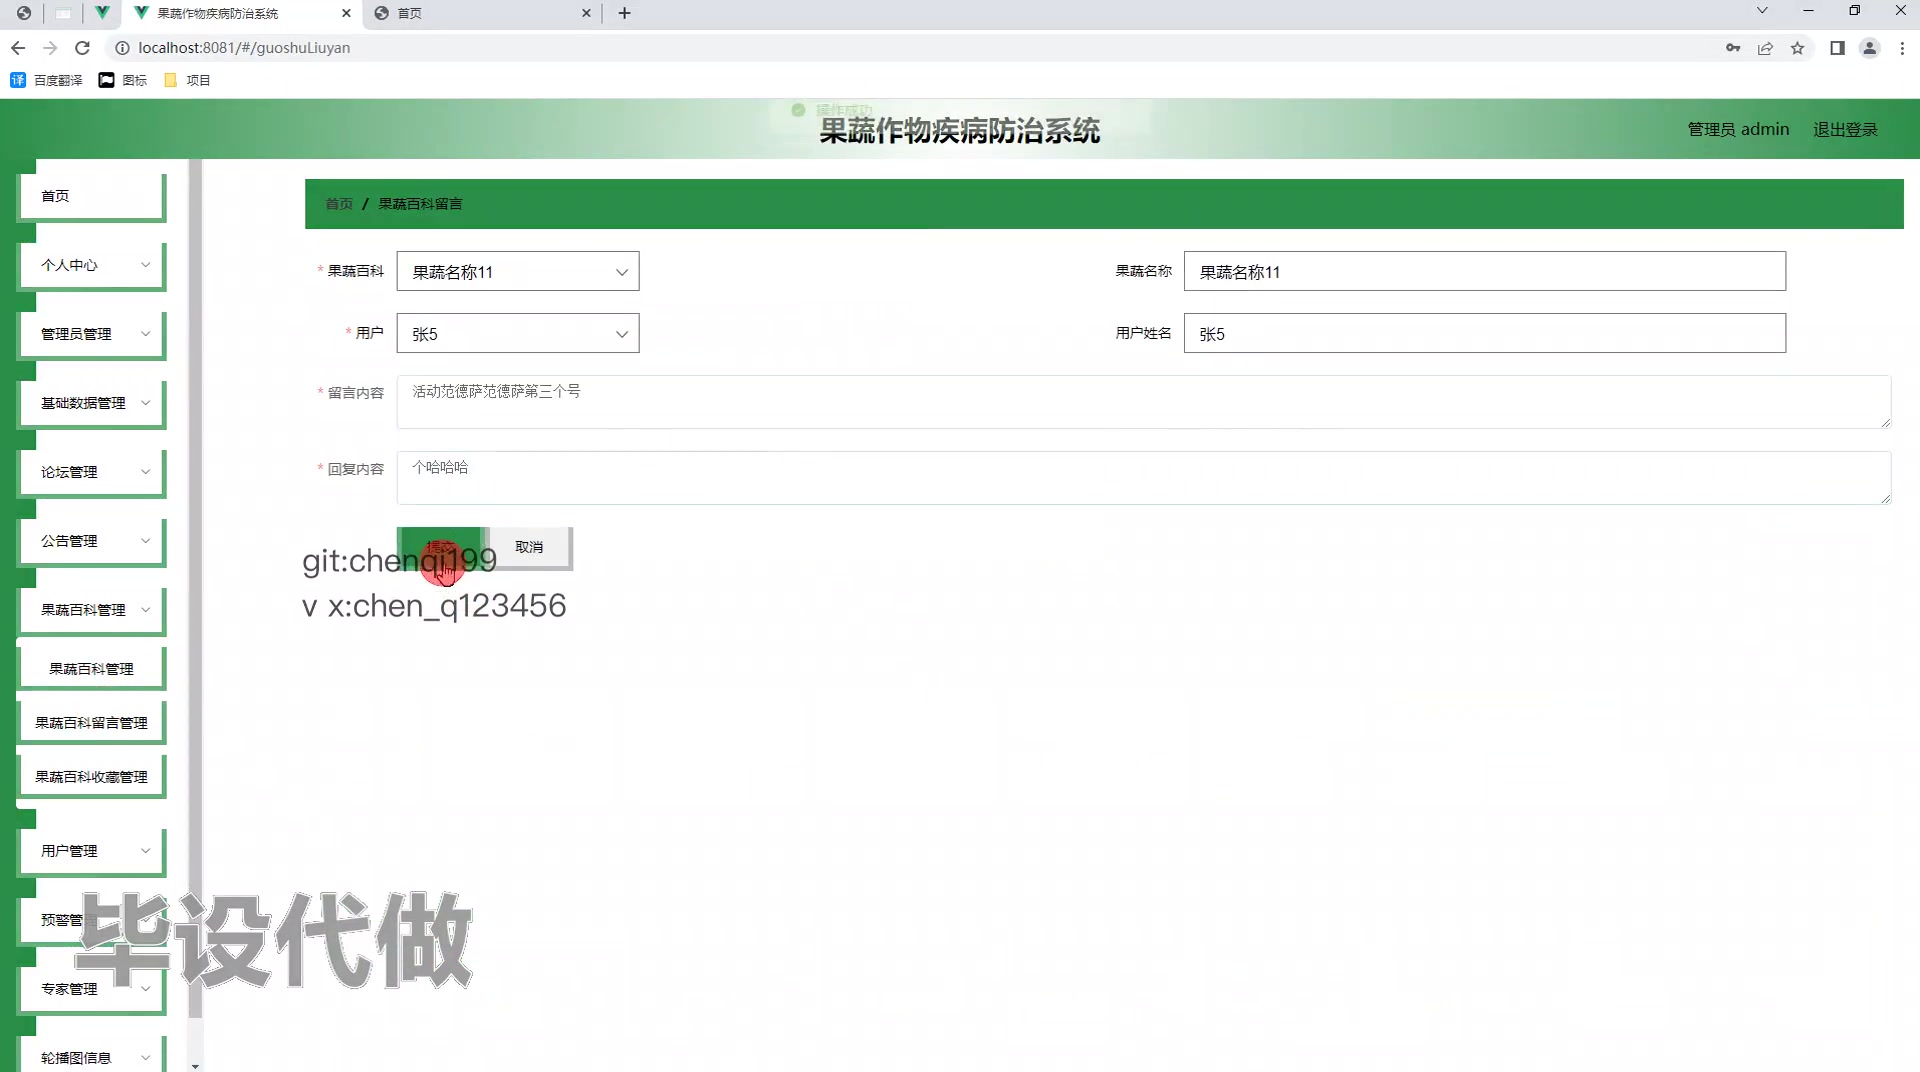 果蔬作物疾病防治系统
首页
localhost:8081/#/guoshuLiuyan
百度翻译
图标
项目
操作成功
果蔬作物疾病防治系统
管理员 admin
退出登录
首页
个人中心
管理员管理
基础数据管理
论坛管理
公告管理
果蔬百科管理
果蔬百科管理
果蔬百科留言管理
果蔬百科收藏管理
用户管理
预警管
专家管理
轮播图信息
首页 / 果蔬百科留言
* 果蔬百科
果蔬名称11
果蔬名称
果蔬名称11
* 用户
张5
用户姓名
张5
* 留言内容
活动范德萨范德萨第三个号
* 回复内容
个哈哈哈
提交
取消
git:chenqi199
v x:chen_q123456
毕设代做